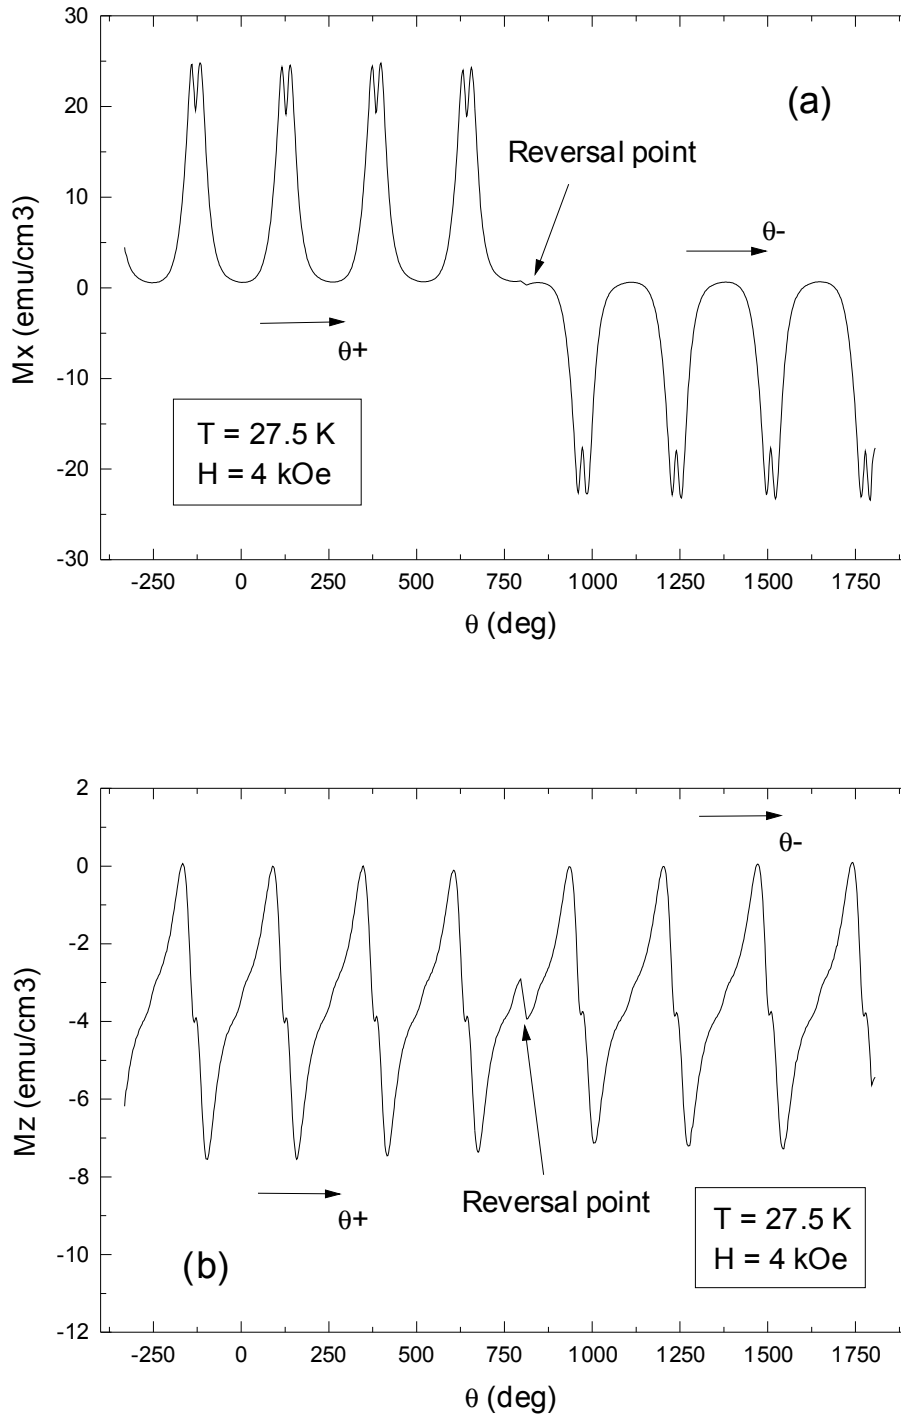 30
20
10
0
-10
-20
-30
Mx (emu/cm3)
(a)
Reversal point
θ-
θ+
T = 27.5 K
H = 4 kOe
-250 0 250 500 750 1000 1250 1500 1750
θ (deg)
2
0
-2
-4
-6
-8
-10
-12
Mz (emu/cm3)
θ-
Reversal point
θ+
(b)
T = 27.5 K
H = 4 kOe
-250 0 250 500 750 1000 1250 1500 1750
θ (deg)